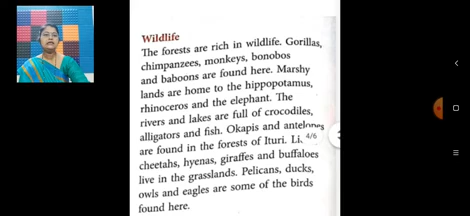 Wildlife
The forests are rich in wildlife. Gorillas,
chimpanzees, monkeys, bonobos
and baboons are found here. Marshy
lands are home to the hippopotamus,
rhinoceros and the elephant. The
rivers and lakes are full of crocodiles,
alligators and fish. Okapis and antelopes
are found in the forests of Ituri. Li
4/6
cheetahs, hyenas, giraffes and buffaloes
live in the grasslands. Pelicans, ducks,
owls and eagles are some of the birds
found here.